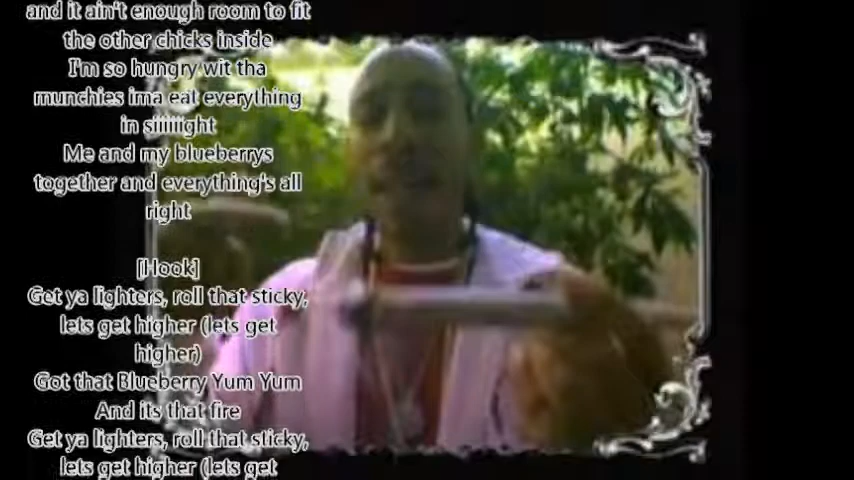 and it ain't enough room to fit
the other chicks inside
I'm so hungry wit tha
munchies ima eat everything
in siiiiiight
Me and my blueberrys
together and everything's all
right
[Hook]
Get ya lighters, roll that sticky,
lets get higher (lets get
higher)
Got that Blueberry Yum Yum
And its that fire
Get ya lighters, roll that sticky,
lets get higher (lets get